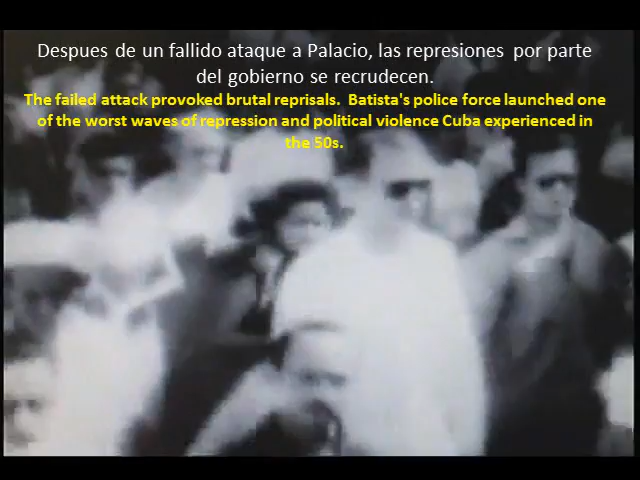 Despues de un fallido ataque a Palacio, las represiones por parte
del gobierno se recrudecen.
The failed attack provoked brutal reprisals. Batista's police force launched one
of the worst waves of repression and political violence Cuba experienced in
the 50s.